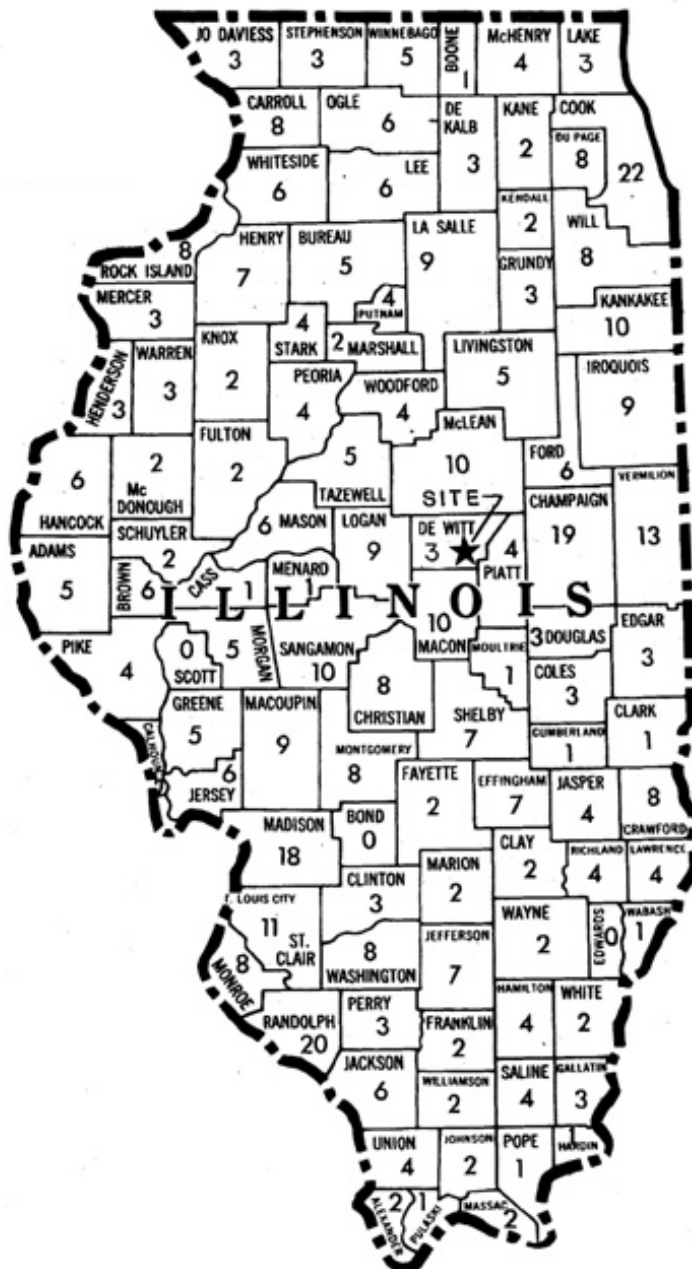 JO DAVIESS
3
STEPHENSON
3
WINNEBAGO
5
BOONE
1
McHENRY
4
LAKE
3
CARROLL
8
OGLE
6
DE
KALB
3
KANE
2
COOK
22
DU PAGE
8
WHITESIDE
6
LEE
6
KENDALL
2
WILL
8
8
ROCK ISLAND
HENRY
7
BUREAU
5
LA SALLE
9
GRUNDY
3
MERCER
3
4
PUTNAM
KANKAKEE
10
HENDERSON
3
WARREN
3
KNOX
2
4
STARK
2
MARSHALL
LIVINGSTON
5
IROQUOIS
9
PEORIA
4
WOODFORD
4
McLEAN
10
FORD
6
6
HANCOCK
2
Mc
DONOUGH
FULTON
2
5
TAZEWELL
SITE
VERMILION
13
ADAMS
5
SCHUYLER
2
6
MASON
LOGAN
9
DE WITT
3
4
PIATT
CHAMPAIGN
19
BROWN
6
CASS
1
MENARD
1
ILLINOIS
PIKE
4
0
SCOTT
5
MORGAN
SANGAMON
10
10
MACON
MOULTRIE
1
3
DOUGLAS
EDGAR
3
GREENE
5
MACOUPIN
9
8
CHRISTIAN
SHELBY
7
COLES
3
CLARK
1
CALHOUN
6
JERSEY
MONTGOMERY
8
CUMBERLAND
1
FAYETTE
2
EFFINGHAM
7
JASPER
4
8
CRAWFORD
MADISON
18
BOND
0
CLAY
2
RICHLAND
4
LAWRENCE
4
CLINTON
3
MARION
2
LOUIS CITY
11
ST.
CLAIR
8
WASHINGTON
JEFFERSON
7
WAYNE
2
EDWARDS
0
WABASH
1
8
MONROE
RANDOLPH
20
PERRY
3
FRANKLIN
2
HAMILTON
4
WHITE
2
JACKSON
6
WILLIAMSON
2
SALINE
4
GALLATIN
3
UNION
4
JOHNSON
2
POPE
1
1
HARDIN
2
ALEXANDER
1
PULASKI
MASSAC
2